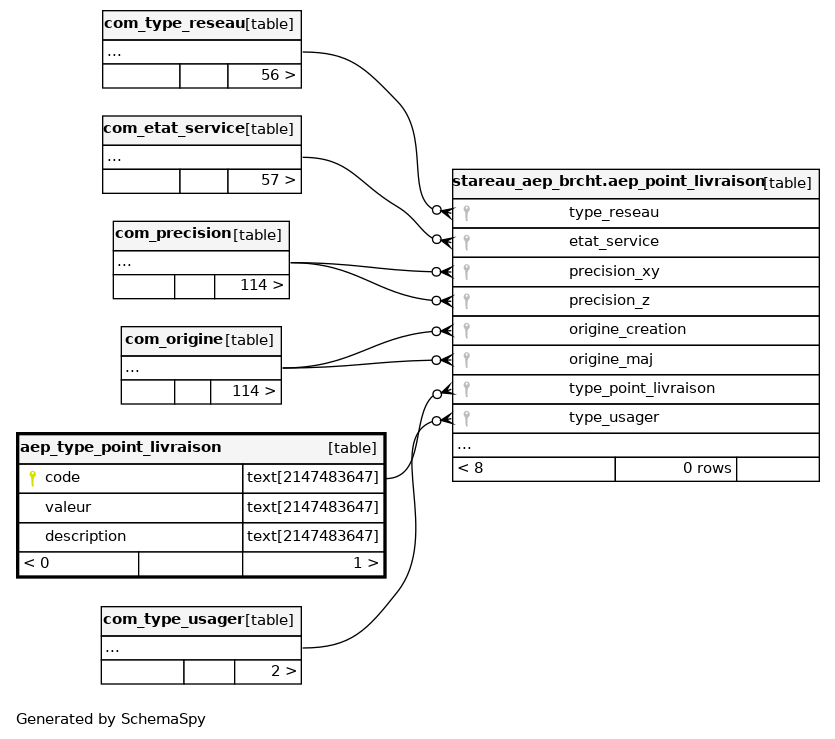 com_type_reseau [table]
...
56 >
com_etat_service [table]
...
57 >
com_precision [table]
...
114 >
com_origine [table]
...
114 >
aep_type_point_livraison [table]
code text[2147483647]
valeur text[2147483647]
description text[2147483647]
< 0 1 >
com_type_usager [table]
...
2 >
stareau_aep_brcht.aep_point_livraison [table]
type_reseau
etat_service
precision_xy
precision_z
origine_creation
origine_maj
type_point_livraison
type_usager
...
< 8 0 rows
Generated by SchemaSpy